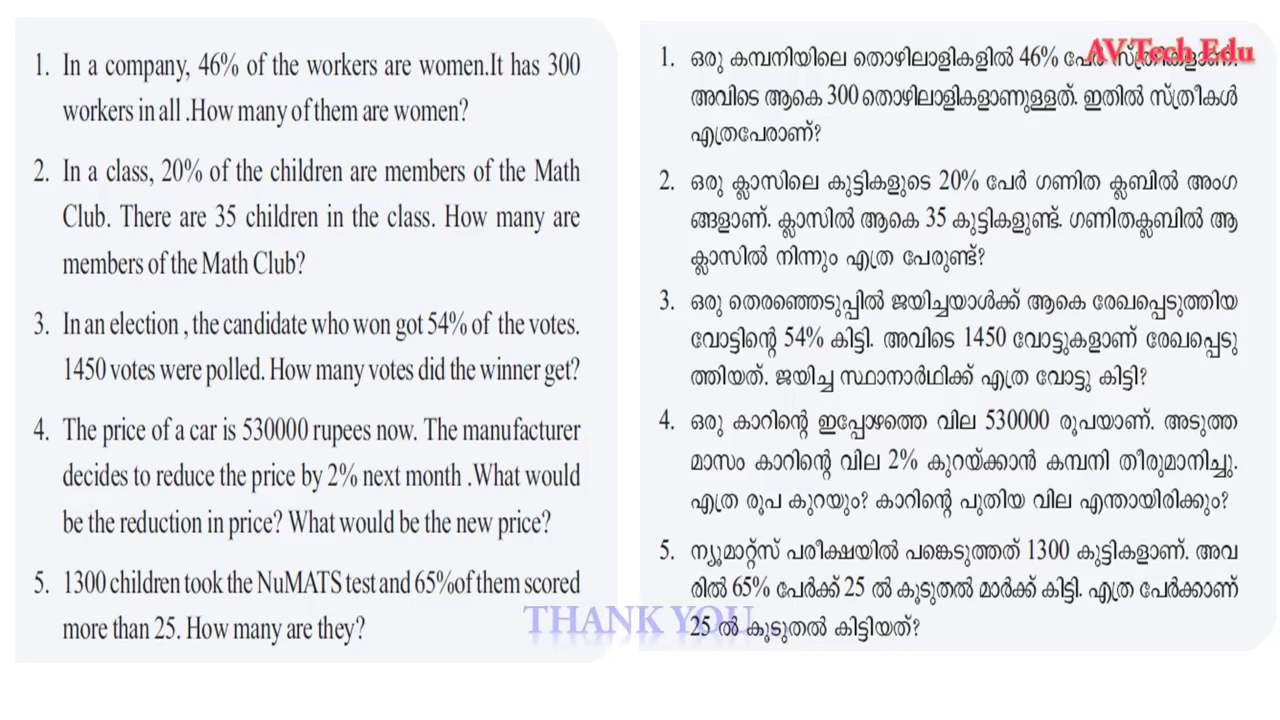 1. In a company, 46% of the workers are women.It has 300
workers in all .How many of them are women?
2. In a class, 20% of the children are members of the Math
Club. There are 35 children in the class. How many are
members of the Math Club?
3. In an election , the candidate who won got 54% of the votes.
1450 votes were polled. How many votes did the winner get?
4. The price of a car is 530000 rupees now. The manufacturer
decides to reduce the price by 2% next month .What would
be the reduction in price? What would be the new price?
5. 1300 children took the NuMATS test and 65%of them scored
more than 25. How many are they?
AVTech Edu
1. ഒരു കമ്പനിയിലെ തൊഴിലാളികളിൽ 46% പേർ സ്ത്രീകളാണ്.
അവിടെ ആകെ 300 തൊഴിലാളികളാണുള്ളത്. ഇതിൽ സ്ത്രീകൾ
എത്രപേരാണ്?
2. ഒരു ക്ലാസിലെ കുട്ടികളുടെ 20% പേർ ഗണിത ക്ലബിൽ അംഗ
ങ്ങളാണ്. ക്ലാസിൽ ആകെ 35 കുട്ടികളുണ്ട്. ഗണിതക്ലബിൽ ആ
ക്ലാസിൽ നിന്നും എത്ര പേരുണ്ട്?
3. ഒരു തെരഞ്ഞെടുപ്പിൽ ജയിച്ചയാൾക്ക് ആകെ രേഖപ്പെടുത്തിയ
വോട്ടിന്റെ 54% കിട്ടി. അവിടെ 1450 വോട്ടുകളാണ് രേഖപ്പെടു
ത്തിയത്. ജയിച്ച സ്ഥാനാർഥിക്ക് എത്ര വോട്ടു കിട്ടി?
4. ഒരു കാറിന്റെ ഇപ്പോഴത്തെ വില 530000 രൂപയാണ്. അടുത്ത
മാസം കാറിന്റെ വില 2% കുറയ്ക്കാൻ കമ്പനി തീരുമാനിച്ചു.
എത്ര രൂപ കുറയും? കാറിന്റെ പുതിയ വില എന്തായിരിക്കും?
5. ന്യൂമാറ്റ്സ് പരീക്ഷയിൽ പങ്കെടുത്തത് 1300 കുട്ടികളാണ്. അവ
രിൽ 65% പേർക്ക് 25 ൽ കൂടുതൽ മാർക്ക് കിട്ടി. എത്ര പേർക്കാണ്
25 ൽ കൂടുതൽ കിട്ടിയത്?
THANK YOU